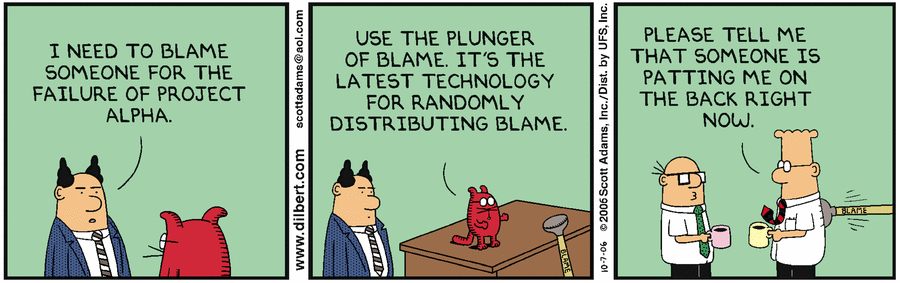 I NEED TO BLAME
SOMEONE FOR THE
FAILURE OF PROJECT
ALPHA.
www.dilbert.com
scottadams@aol.com
USE THE PLUNGER
OF BLAME. IT'S THE
LATEST TECHNOLOGY
FOR RANDOMLY
DISTRIBUTING BLAME.
BLAME
10-7-06 ©2006 Scott Adams, Inc./Dist. by UFS, Inc.
PLEASE TELL ME
THAT SOMEONE IS
PATTING ME ON
THE BACK RIGHT
NOW.
BLAME